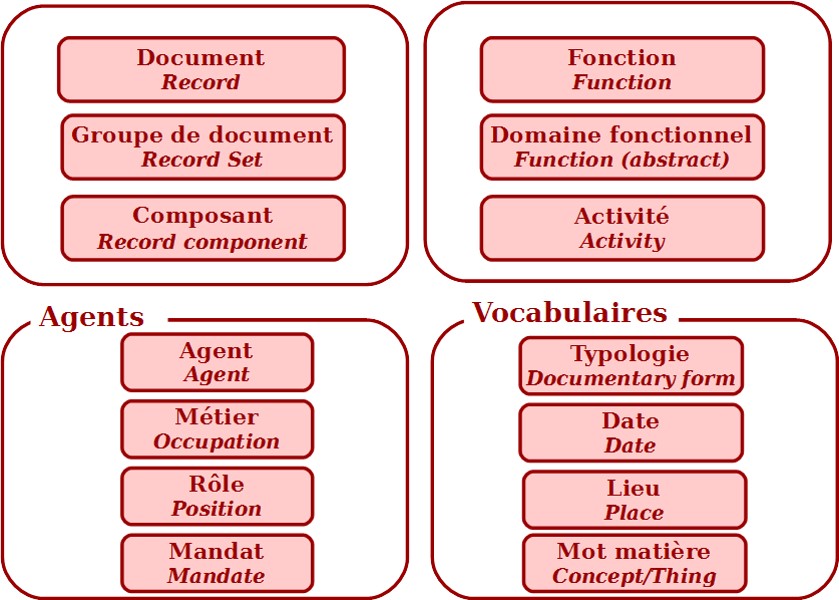 Document
Record
Groupe de document
Record Set
Composant
Record component
Fonction
Function
Domaine fonctionnel
Function (abstract)
Activité
Activity
Agents
Agent
Agent
Métier
Occupation
Rôle
Position
Mandat
Mandate
Vocabulaires
Typologie
Documentary form
Date
Date
Lieu
Place
Mot matière
Concept/Thing